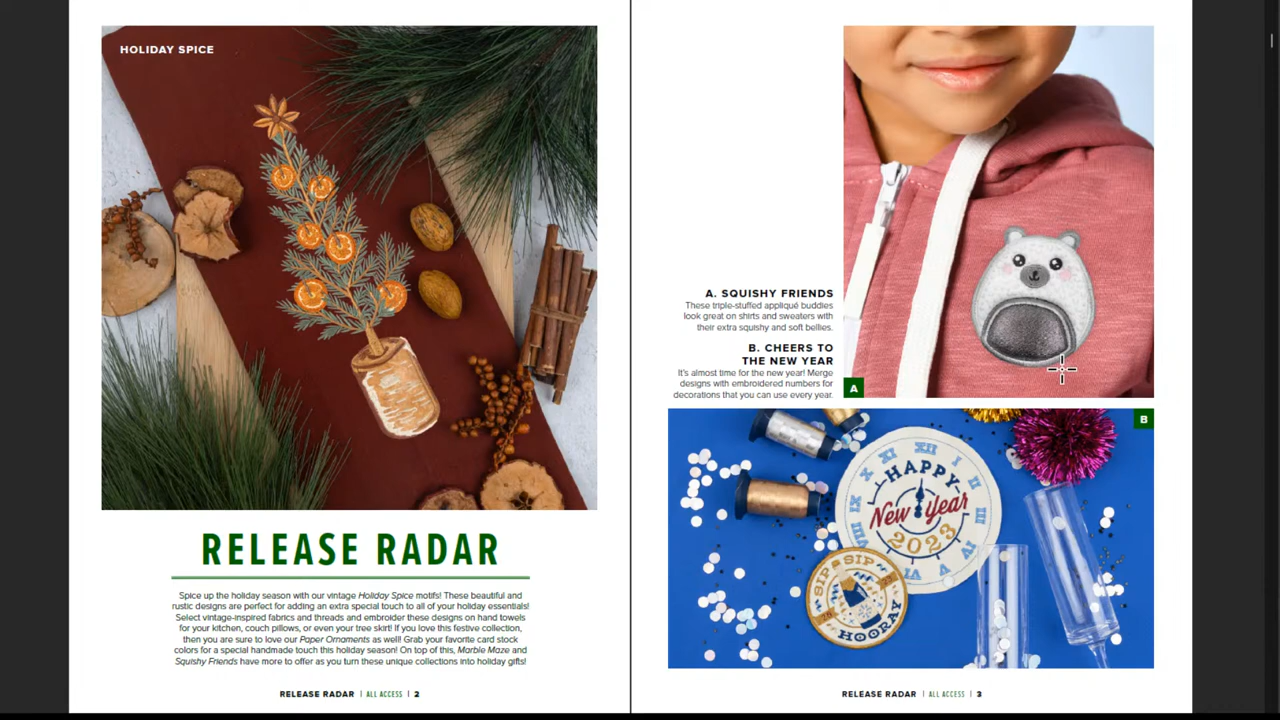 HOLIDAY SPICE
RELEASE RADAR
Spice up the holiday season with our vintage Holiday Spice motifs! These beautiful and
rustic designs are perfect for adding an extra special touch to all of your holiday essentials!
Select vintage-inspired fabrics and threads and embroider these designs on hand towels
for your kitchen, couch pillows, or even your tree skirt! If you love this festive collection,
then you are sure to love our Paper Ornaments as well! Grab your favorite card stock
colors for a special handmade touch this holiday season! On top of this, Marble Maze and
Squishy Friends have more to offer as you turn these unique collections into holiday gifts!
RELEASE RADAR | ALL ACCESS | 2
A. SQUISHY FRIENDS
These triple-stuffed appliqué buddies
look great on shirts and sweaters with
their extra squishy and soft bellies.
B. CHEERS TO
THE NEW YEAR
It's almost time for the new year! Merge
designs with embroidered numbers for
decorations that you can use every year.
A
B
XII
I
II
III
IV
V
VI
VIII
IX
X
XI
HAPPY
New Year
2023
SIP SIP
HOORAY
RELEASE RADAR | ALL ACCESS | 3